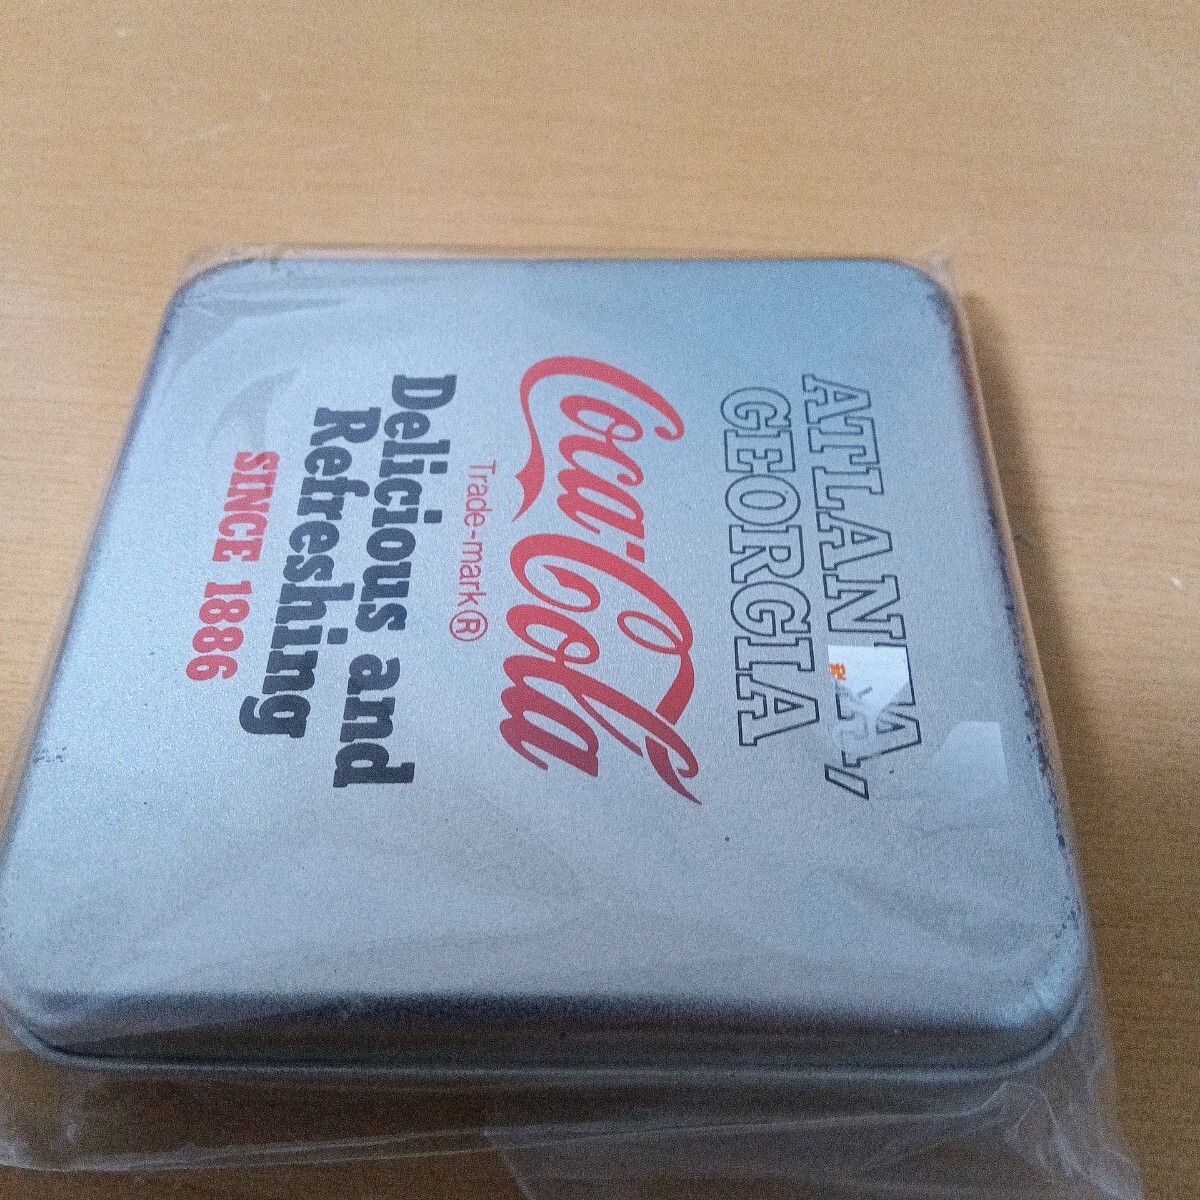 ATLANTA,
GEORGIA
Coca-Cola
Trade-mark®
Delicious and
Refreshing
SINCE 1886